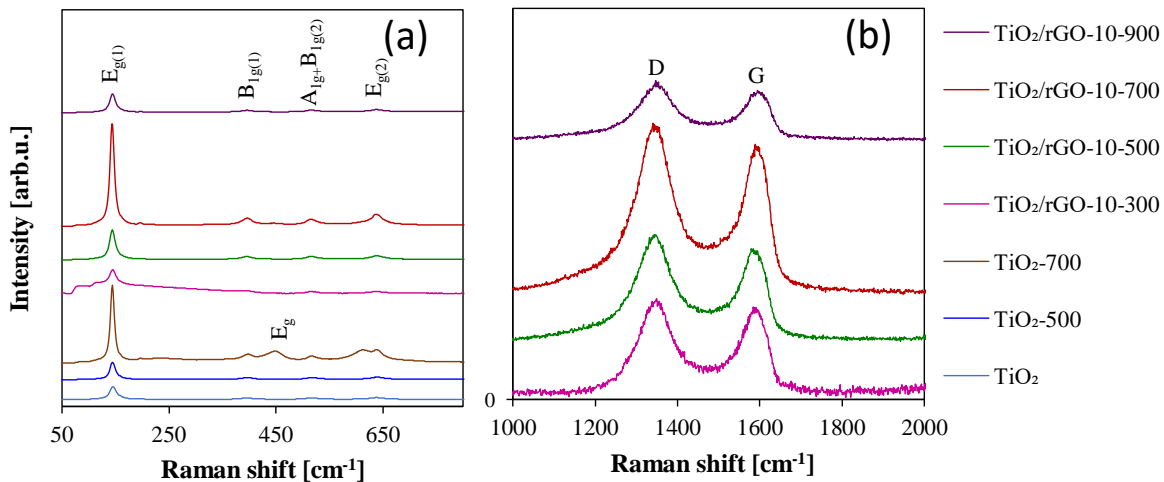 (a)
E₉₍₁₎
B₁g₍₁₎
A₁g₊B₁g₍₂₎
Eg₍₂₎
Eg
Intensity [arb.u.]
50 250 450 650
Raman shift [cm⁻¹]
(b)
D G
0
1000 1200 1400 1600 1800 2000
Raman shift [cm⁻¹]
TiO₂/rGO-10-900
TiO₂/rGO-10-700
TiO₂/rGO-10-500
TiO₂/rGO-10-300
TiO₂-700
TiO₂-500
TiO₂